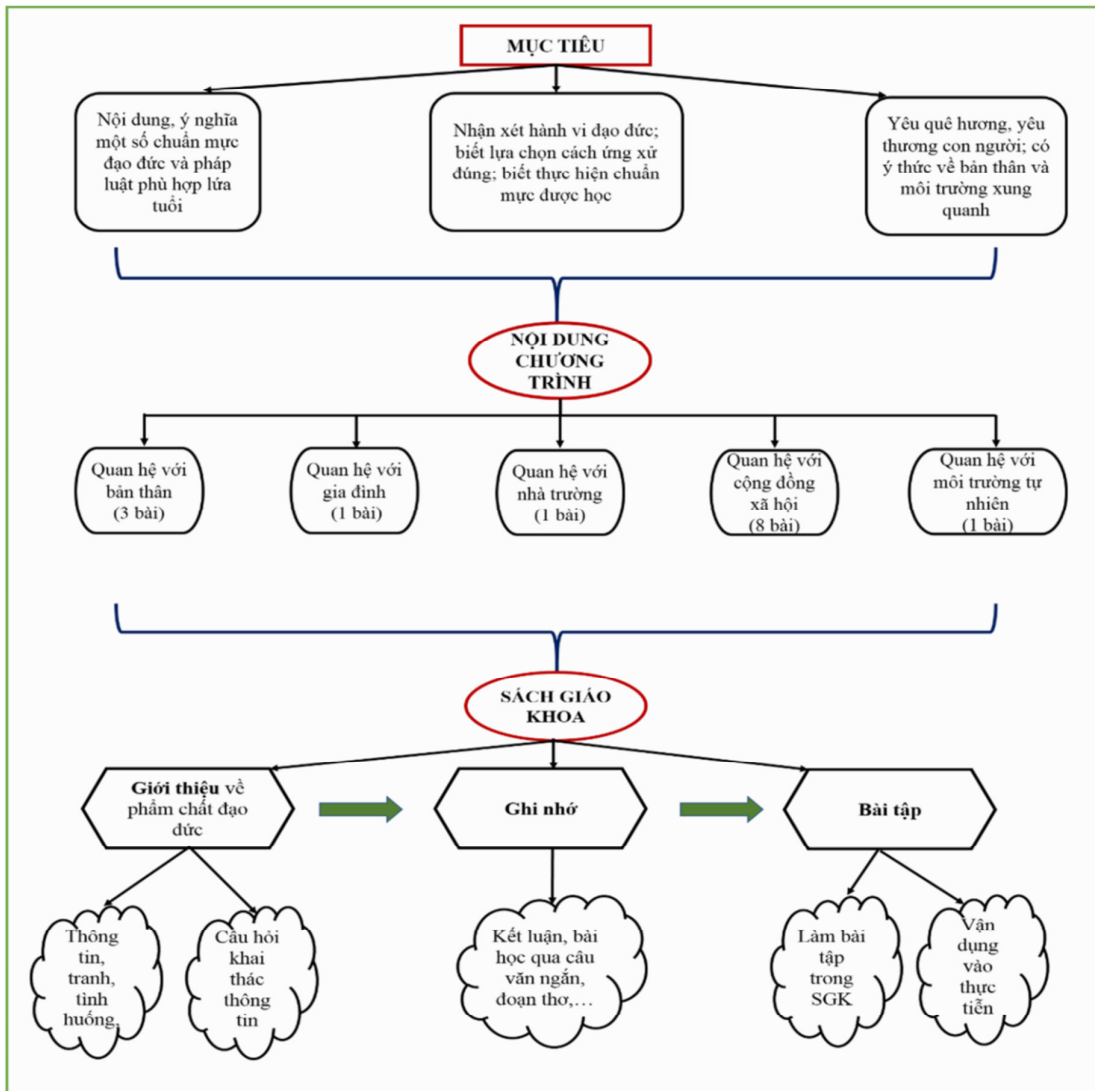 MỤC TIÊU
Nội dung, ý nghĩa
một số chuẩn mực
đạo đức và pháp
luật phù hợp lứa
tuổi
Nhận xét hành vi đạo đức;
biết lựa chọn cách ứng xử
đúng; biết thực hiện chuẩn
mực được học
Yêu quê hương, yêu
thương con người; có
ý thức về bản thân và
môi trường xung
quanh
NỘI DUNG
CHƯƠNG
TRÌNH
Quan hệ với
bản thân
(3 bài)
Quan hệ với
gia đình
(1 bài)
Quan hệ với
nhà trường
(1 bài)
Quan hệ với
cộng đồng
xã hội
(8 bài)
Quan hệ với
môi trường tự
nhiên
(1 bài)
SÁCH GIÁO
KHOA
Giới thiệu về
phẩm chất đạo
đức
Ghi nhớ
Bài tập
Thông
tin,
tranh,
tình
huống,
Câu hỏi
khai
thác
thông
tin
Kết luận, bài
học qua câu
văn ngắn,
đoạn thơ,…
Làm bài
tập
trong
SGK
Vận
dụng
vào
thực
tiễn